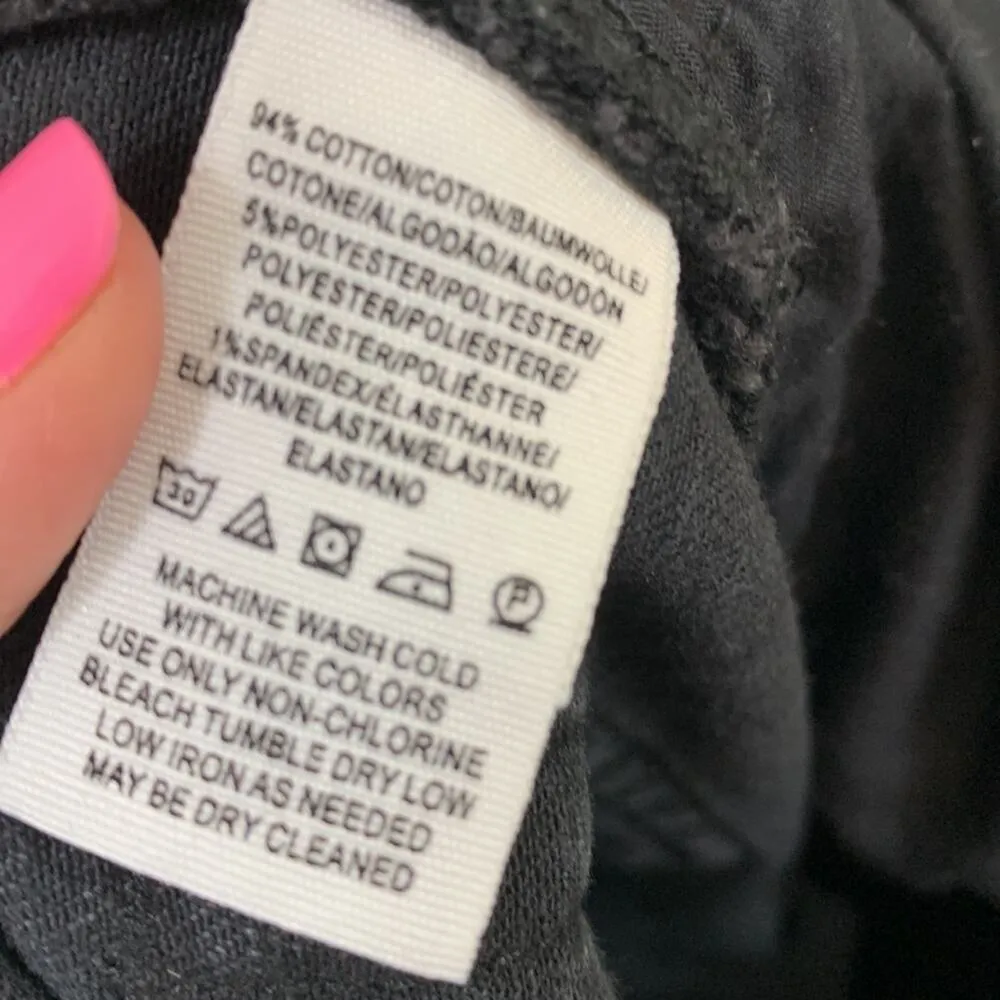 94% COTTON/COTON/BAUMWOLLE/
COTONE/ALGODÃO/ALGODÓN
5%POLYESTER/POLYESTER/
POLYESTER/POLIESTERE/
POLIÉSTER/POLIÉSTER
1%SPANDEX/ÉLASTHANNE/
ELASTAN/ELASTAN/ELASTANO/
ELASTANO
30
P
MACHINE WASH COLD
WITH LIKE COLORS
USE ONLY NON-CHLORINE
BLEACH TUMBLE DRY LOW
LOW IRON AS NEEDED
MAY BE DRY CLEANED